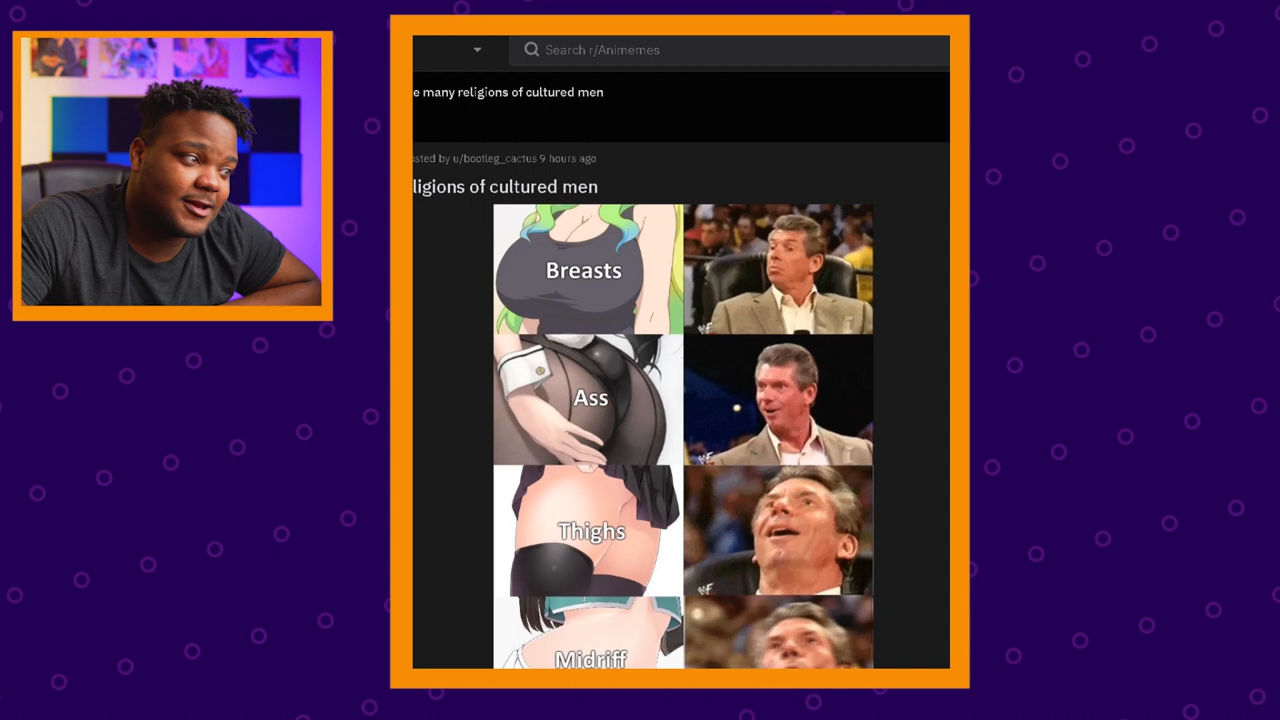 Search r/Animemes
e many religions of cultured men
sted by u/bootleg_cactus 9 hours ago
ligions of cultured men
Breasts
Ass
Thighs
Midriff